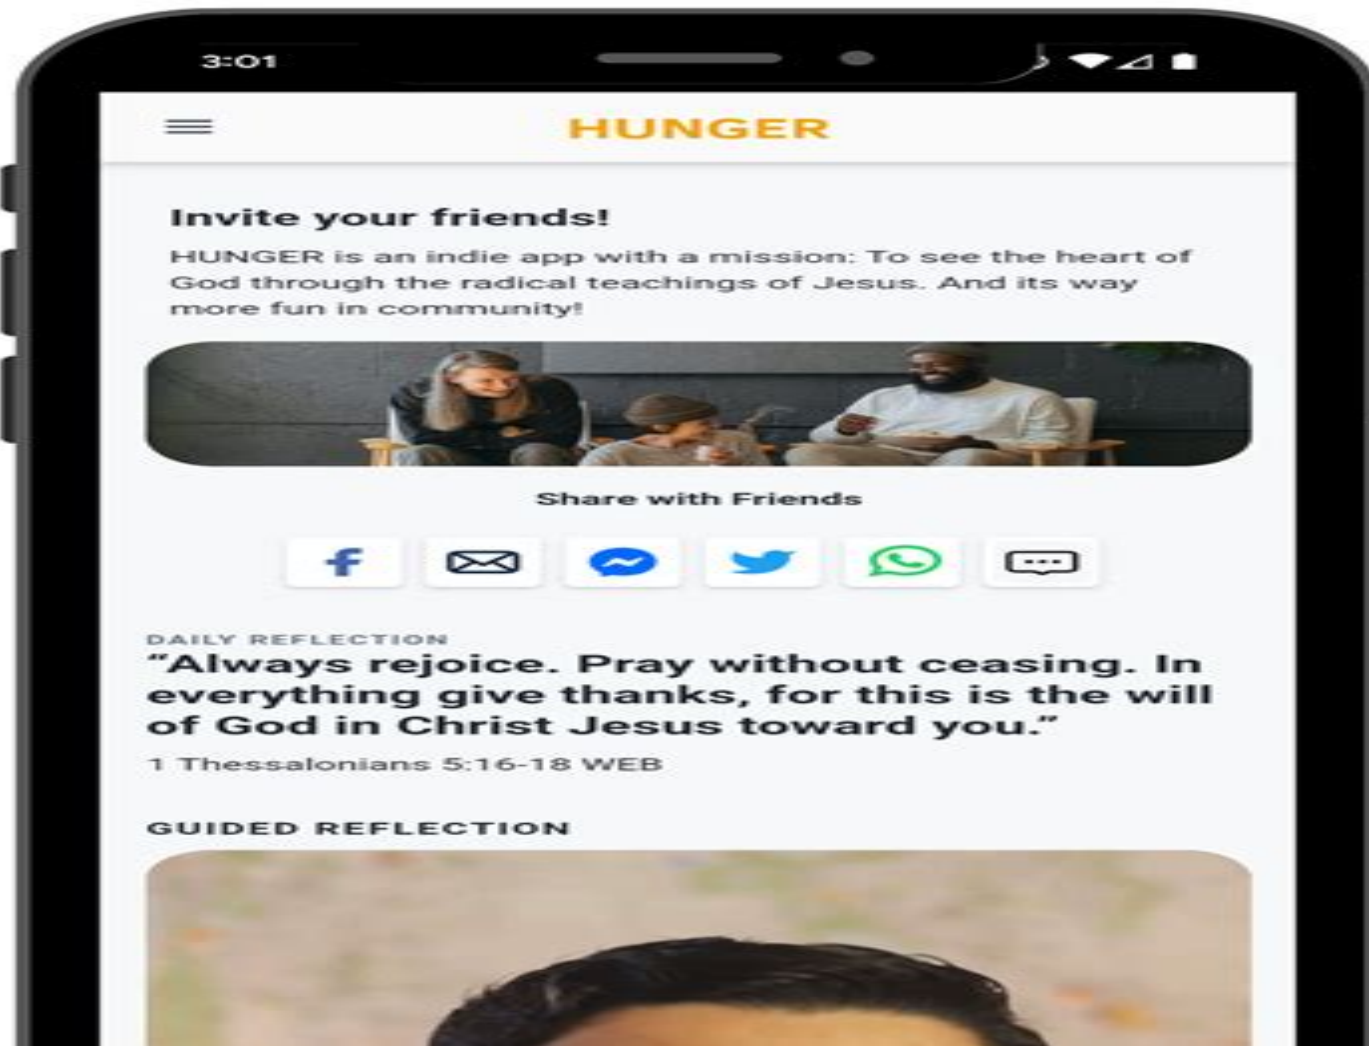 3:01
HUNGER
Invite your friends!
HUNGER is an indie app with a mission: To see the heart of
God through the radical teachings of Jesus. And its way
more fun in community!
Share with Friends
DAILY REFLECTION
“Always rejoice. Pray without ceasing. In
everything give thanks, for this is the will
of God in Christ Jesus toward you.”
1 Thessalonians 5:16-18 WEB
GUIDED REFLECTION